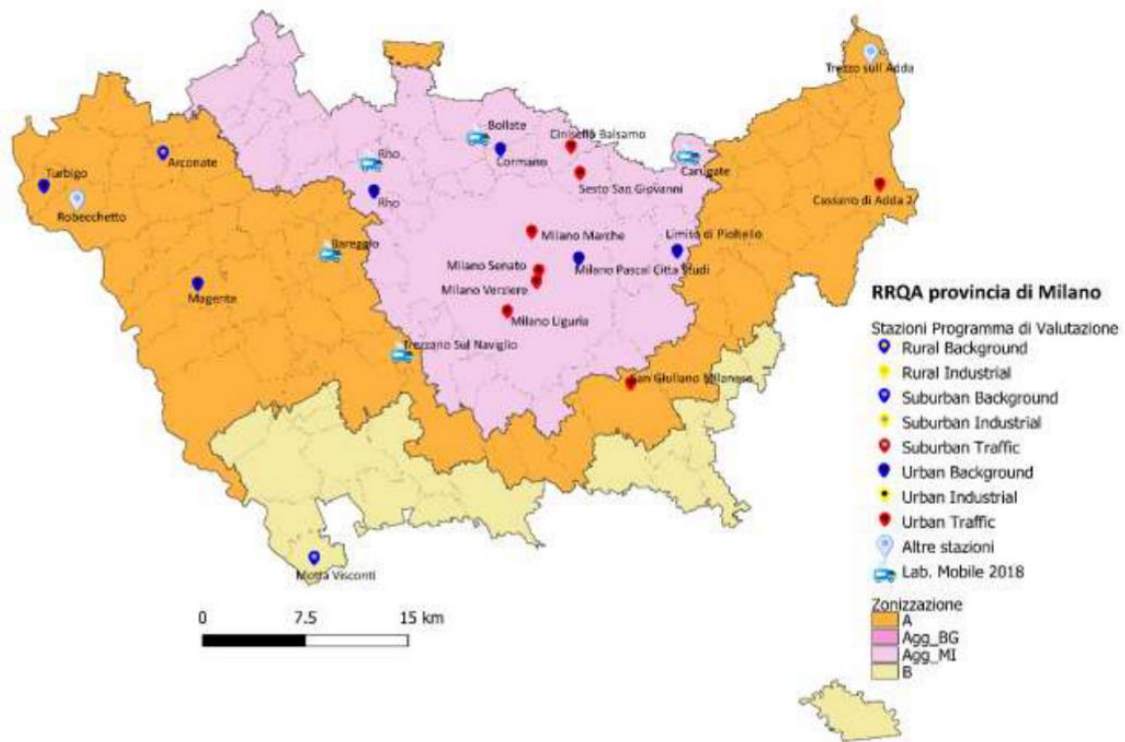 Trezzo sull Adda
Bollate
Cinisello Balsamo
Arconate
Rho
Cormano
Carugate
Turbigo
Sesto San Giovanni
Robecchetto
Rho
Cassano di Adda 2
Milano Marche
Limito di Pioltello
Bareggio
Milano Senato
Milano Pascal Citta Studi
Magenta
Milano Verziere
RRQA provincia di Milano
Milano Liguria
Stazioni Programma di Valutazione
Trezzano Sul Naviglio
Rural Background
Rural Industrial
San Giuliano Milanese
Suburban Background
Suburban Industrial
Suburban Traffic
Urban Background
Urban Industrial
Urban Traffic
Altre stazioni
Motta Visconti
Lab. Mobile 2018
Zonizzazione
0 7.5 15 km
A
Agg_BG
Agg_MI
B